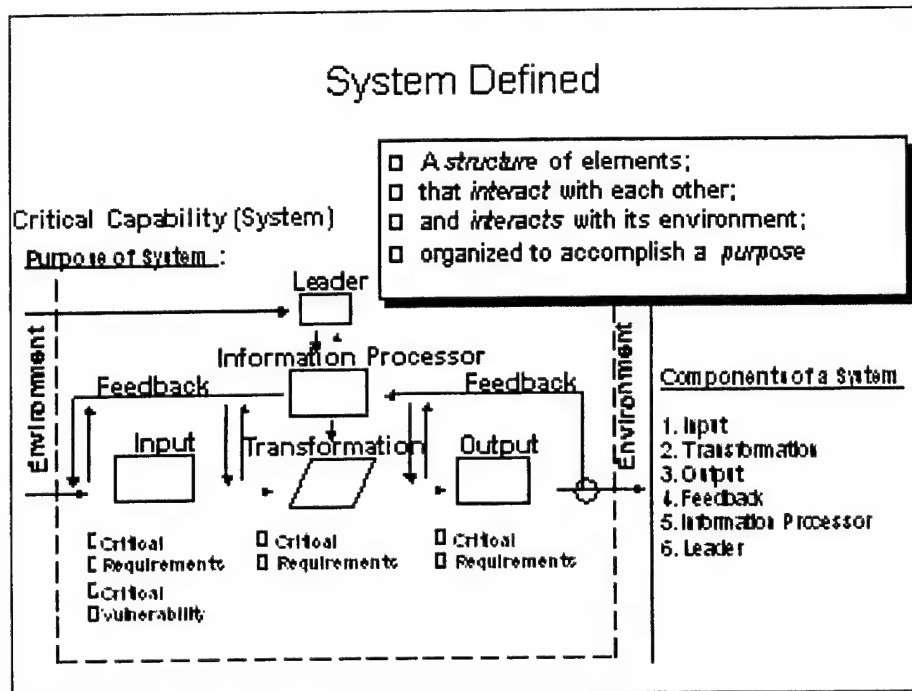 System Defined
A structure of elements;
that interact with each other;
and interacts with its environment;
organized to accomplish a purpose
Critical Capability (System)
Purpose of System :
Leader
Information Processor
Feedback
Feedback
Environment
Environment
Input
Transformation
Output
Critical
Requirements
Critical
Vulnerability
Critical
Requirements
Critical
Requirements
Components of a System
1. Input
2. Transformation
3. Output
4. Feedback
5. Information Processor
6. Leader